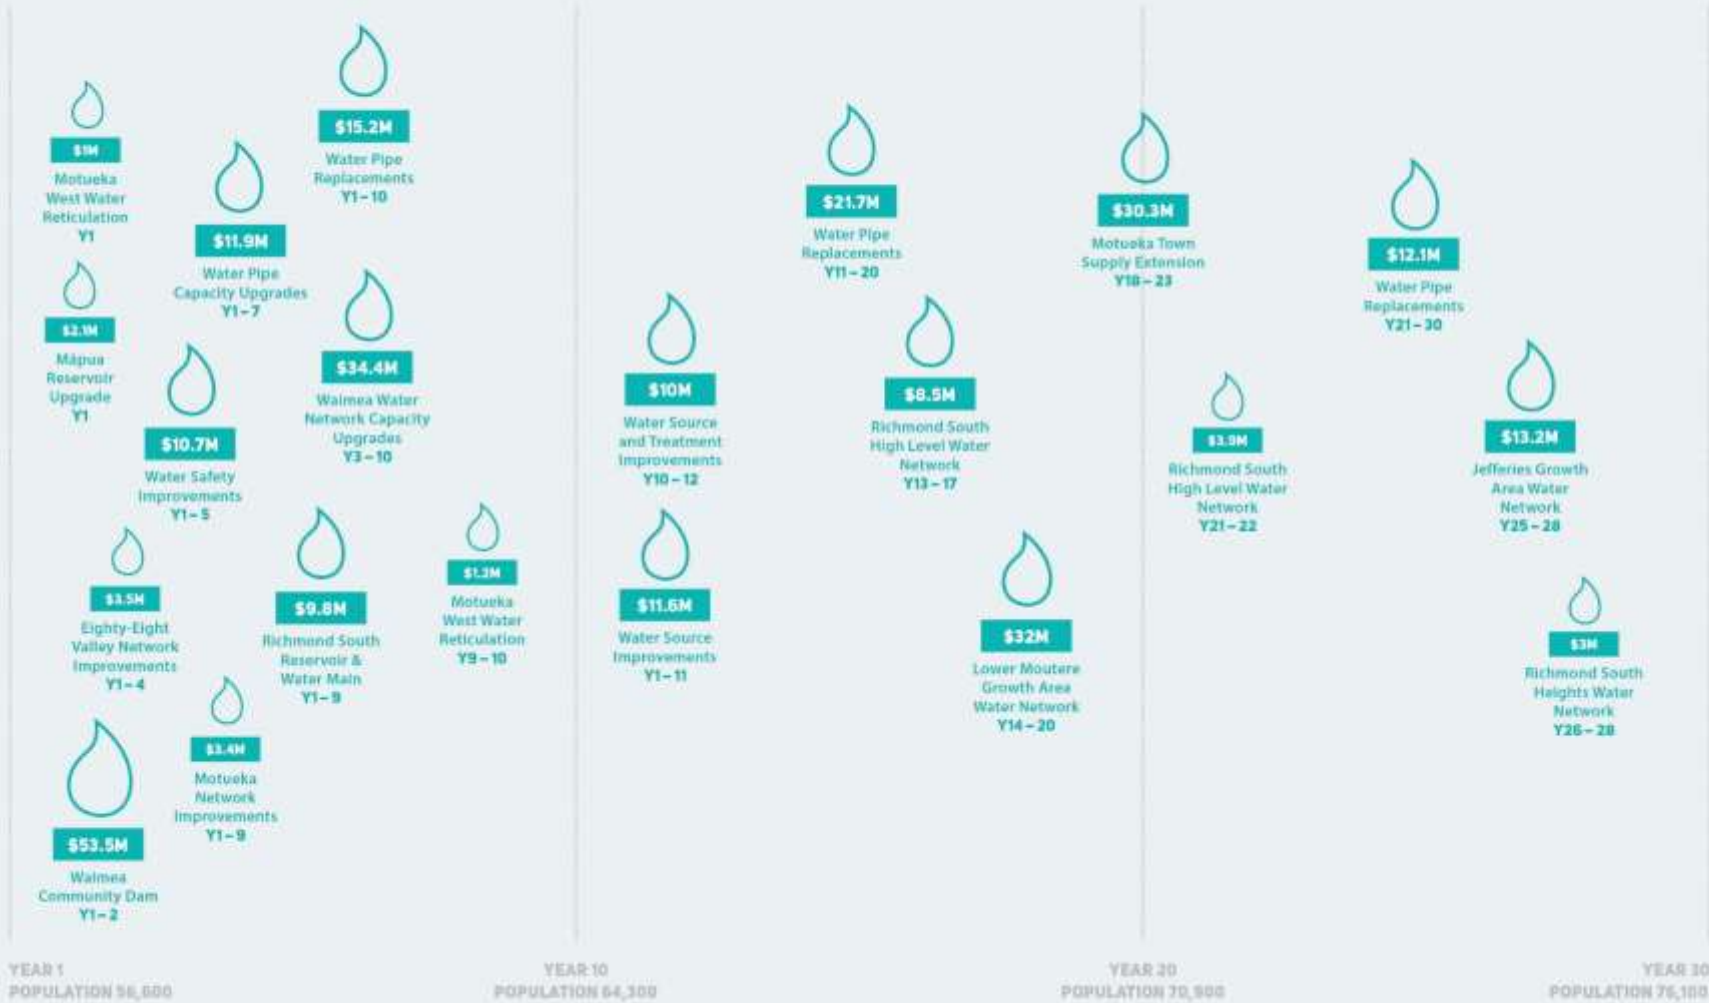 $1M
Motueka
West Water
Reticulation
Y1
$2.1M
Māpua
Reservoir
Upgrade
Y1
$15.2M
Water Pipe
Replacements
Y1–10
$11.9M
Water Pipe
Capacity Upgrades
Y1–7
$10.7M
Water Safety
Improvements
Y1–5
$34.4M
Waimea Water
Network Capacity
Upgrades
Y3–10
$3.5M
Eighty-Eight
Valley Network
Improvements
Y1–4
$9.8M
Richmond South
Reservoir &
Water Main
Y1–9
$1.2M
Motueka
West Water
Reticulation
Y9–10
$3.4M
Motueka
Network
Improvements
Y1–9
$53.5M
Waimea
Community Dam
Y1–2
$10M
Water Source
and Treatment
Improvements
Y10–12
$11.6M
Water Source
Improvements
Y1–11
$21.7M
Water Pipe
Replacements
Y11–20
$8.5M
Richmond South
High Level Water
Network
Y13–17
$32M
Lower Moutere
Growth Area
Water Network
Y14–20
$30.3M
Motueka Town
Supply Extension
Y18–23
$3.9M
Richmond South
High Level Water
Network
Y21–22
$12.1M
Water Pipe
Replacements
Y21–30
$13.2M
Jefferies Growth
Area Water
Network
Y25–28
$3M
Richmond South
Heights Water
Network
Y26–28
YEAR 1
POPULATION 56,600
YEAR 10
POPULATION 64,300
YEAR 20
POPULATION 70,900
YEAR 30
POPULATION 76,100